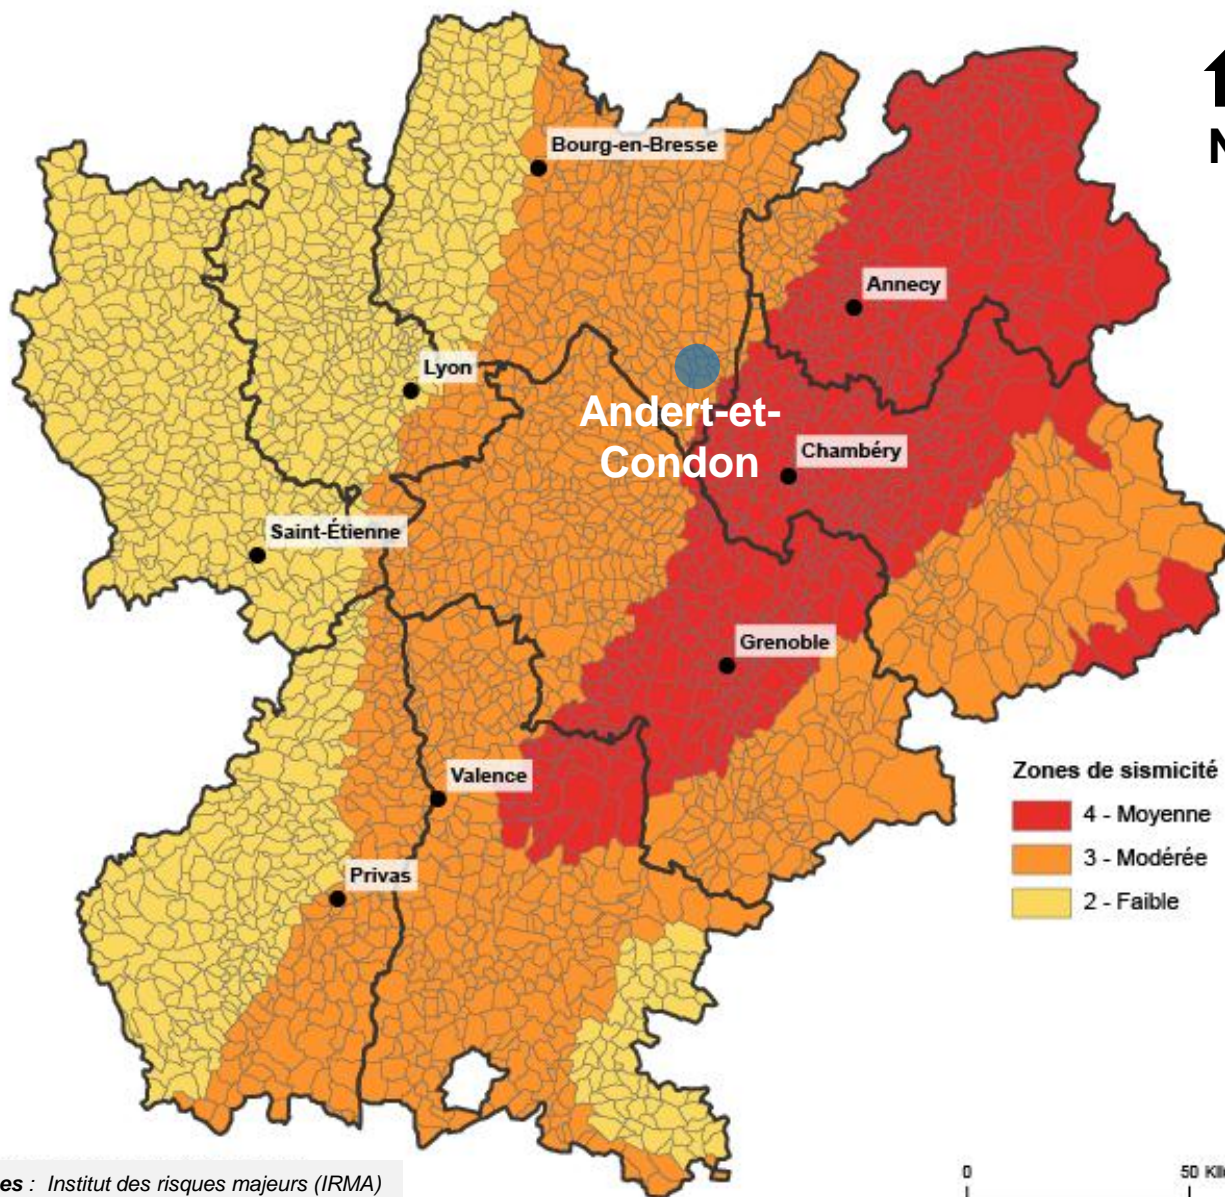 N
Bourg-en-Bresse
Annecy
Lyon
Andert-et-
Condon
Chambéry
Saint-Étienne
Grenoble
Valence
Privas
Zones de sismicité
4 - Moyenne
3 - Modérée
2 - Faible
es : Institut des risques majeurs (IRMA)
0 50 Kil